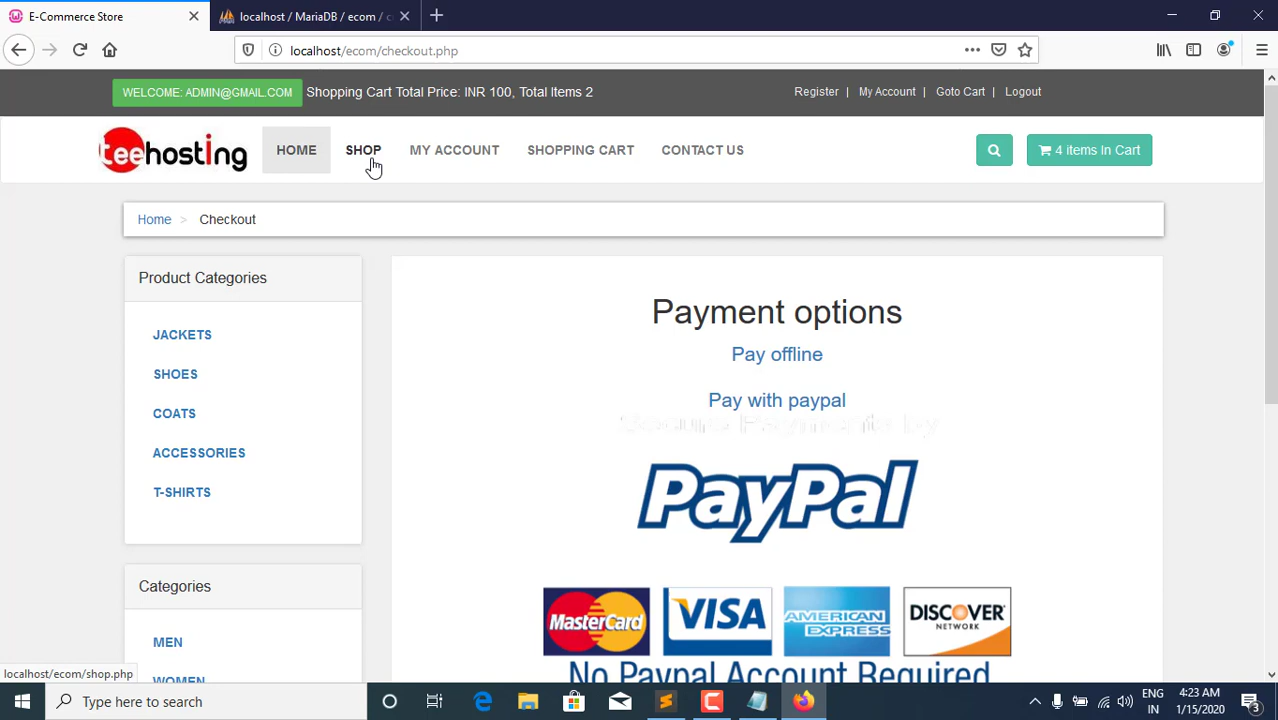 E-Commerce Store
localhost / MariaDB / ecom / c
localhost/ecom/checkout.php
WELCOME: ADMIN@GMAIL.COM Shopping Cart Total Price: INR 100, Total Items 2
Register | My Account | Goto Cart | Logout
teehosting
HOME SHOP MY ACCOUNT SHOPPING CART CONTACT US
4 items In Cart
Home > Checkout
Product Categories
JACKETS
SHOES
COATS
ACCESSORIES
T-SHIRTS
Categories
MEN
WOMEN
Payment options
Pay offline
Pay with paypal
Secure Payments by
PayPal
MasterCard VISA AMERICAN EXPRESS DISCOVER NETWORK
No Paypal Account Required
localhost/ecom/shop.php
Type here to search
ENG
IN
4:23 AM
1/15/2020
3